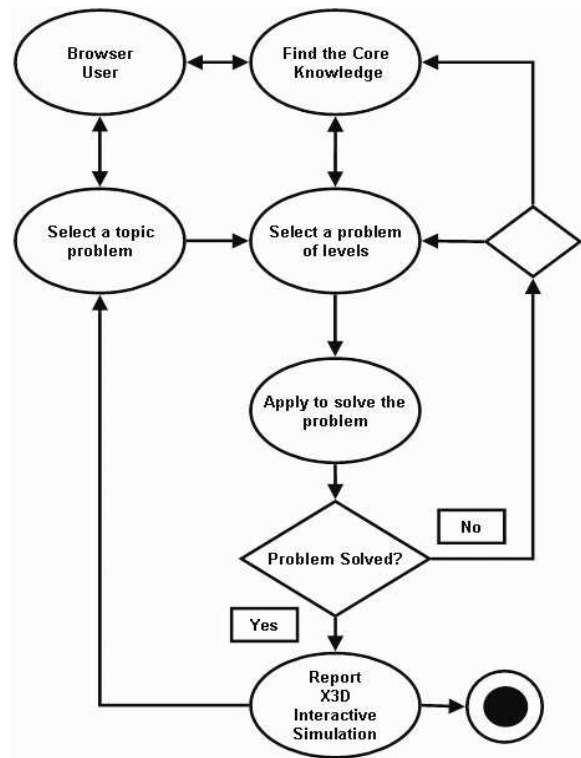 Browser
User
Find the Core
Knowledge
Select a topic
problem
Select a problem
of levels
Apply to solve the
problem
No
Problem Solved?
Yes
Report
X3D
Interactive
Simulation